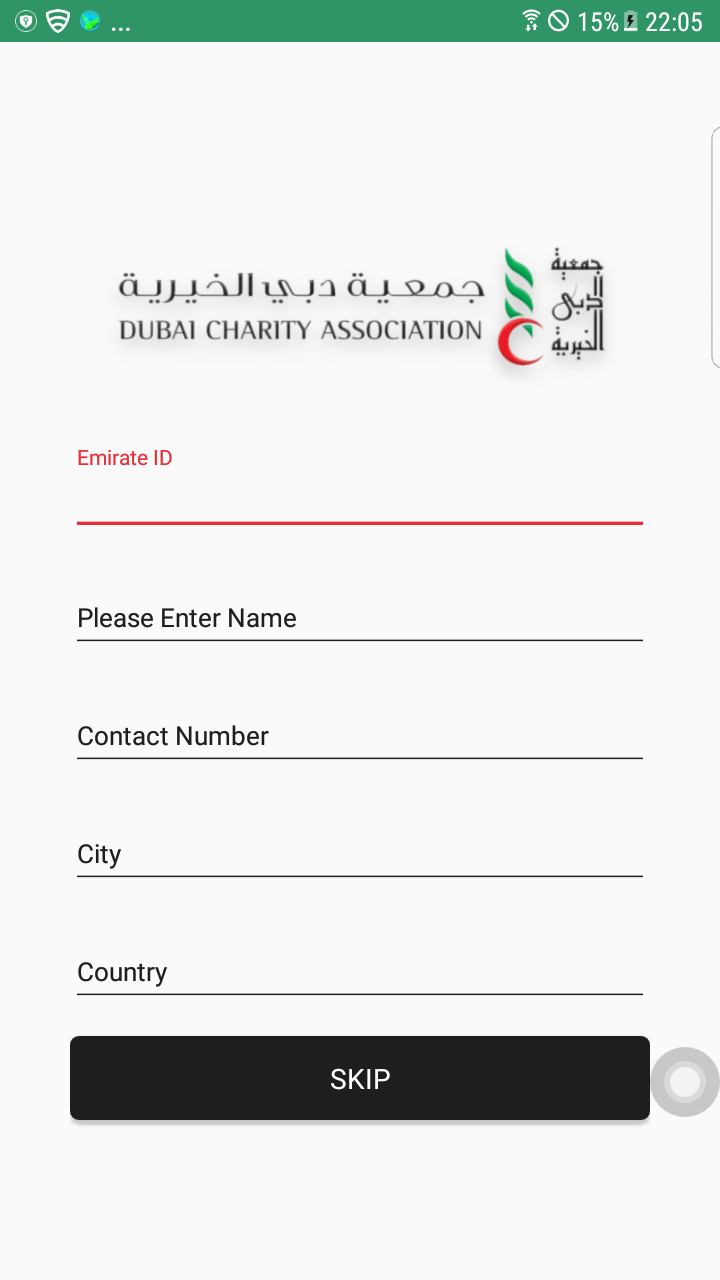 ... 15% 22:05
جمعية دبي الخيرية
DUBAI CHARITY ASSOCIATION
جمعية
دبي
الخيرية
Emirate ID
Please Enter Name
Contact Number
City
Country
SKIP